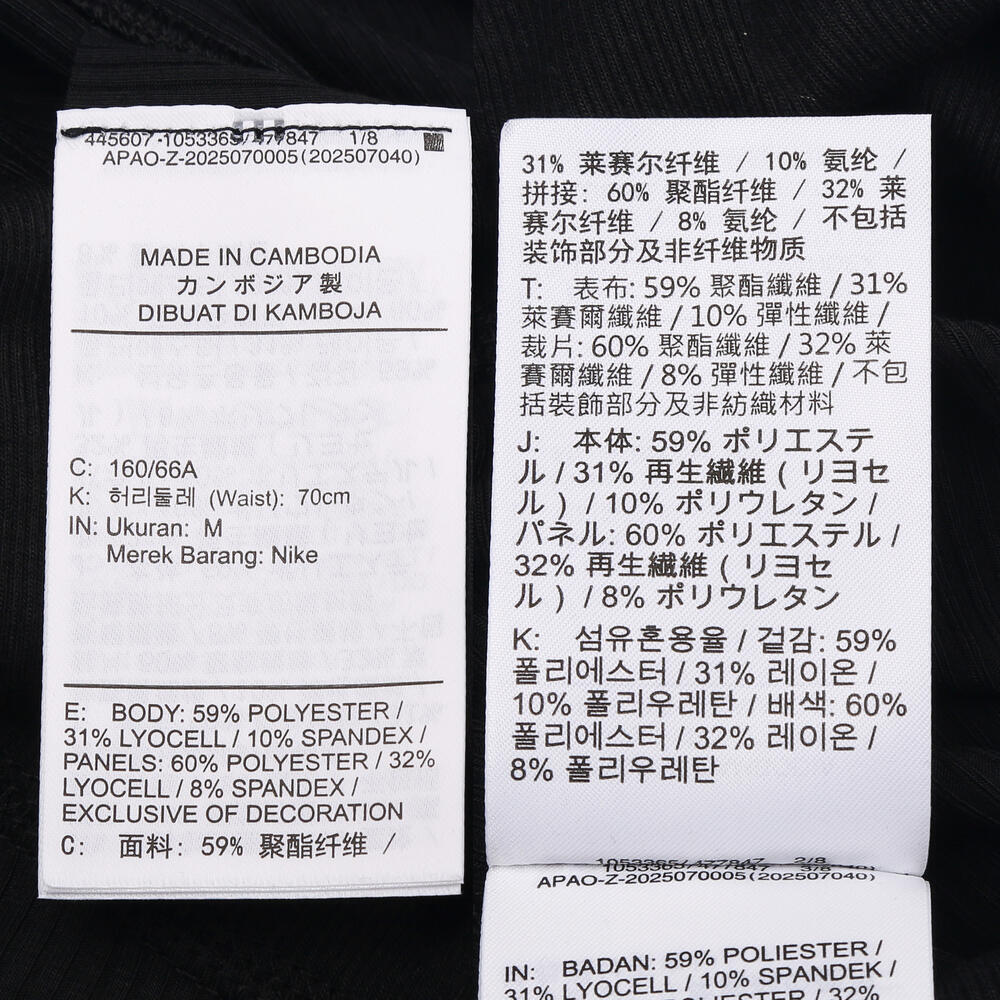 445607-1053365/477847 1/8
APAO-Z-2025070005(202507040)
MADE IN CAMBODIA
カンボジア製
DIBUAT DI KAMBOJA
C: 160/66A
K: 허리둘레 (Waist): 70cm
IN: Ukuran: M
Merek Barang: Nike
E: BODY: 59% POLYESTER /
31% LYOCELL / 10% SPANDEX /
PANELS: 60% POLYESTER / 32%
LYOCELL / 8% SPANDEX /
EXCLUSIVE OF DECORATION
C: 面料: 59% 聚酯纤维 /
31% 莱赛尔纤维 / 10% 氨纶 /
拼接: 60% 聚酯纤维 / 32% 莱
赛尔纤维 / 8% 氨纶 / 不包括
装饰部分及非纤维物质
T: 表布: 59% 聚酯纖維 / 31%
萊賽爾纖維 / 10% 彈性纖維 /
裁片: 60% 聚酯纖維 / 32% 萊
賽爾纖維 / 8% 彈性纖維 / 不包
括裝飾部分及非紡織材料
J: 本体: 59% ポリエステ
ル / 31% 再生繊維 ( リヨセ
ル ) / 10% ポリウレタン /
パネル: 60% ポリエステル /
32% 再生繊維 ( リヨセ
ル ) / 8% ポリウレタン
K: 섬유혼용율 / 겉감: 59%
폴리에스터 / 31% 레이온 /
10% 폴리우레탄 / 배색: 60%
폴리에스터 / 32% 레이온 /
8% 폴리우레탄
1053365/477847 2/8
1053365/477847 3/8
APAO-Z-2025070005(202507040)
IN: BADAN: 59% POLIESTER /
31% LYOCELL / 10% SPANDEK /
POLIESTER / 32%